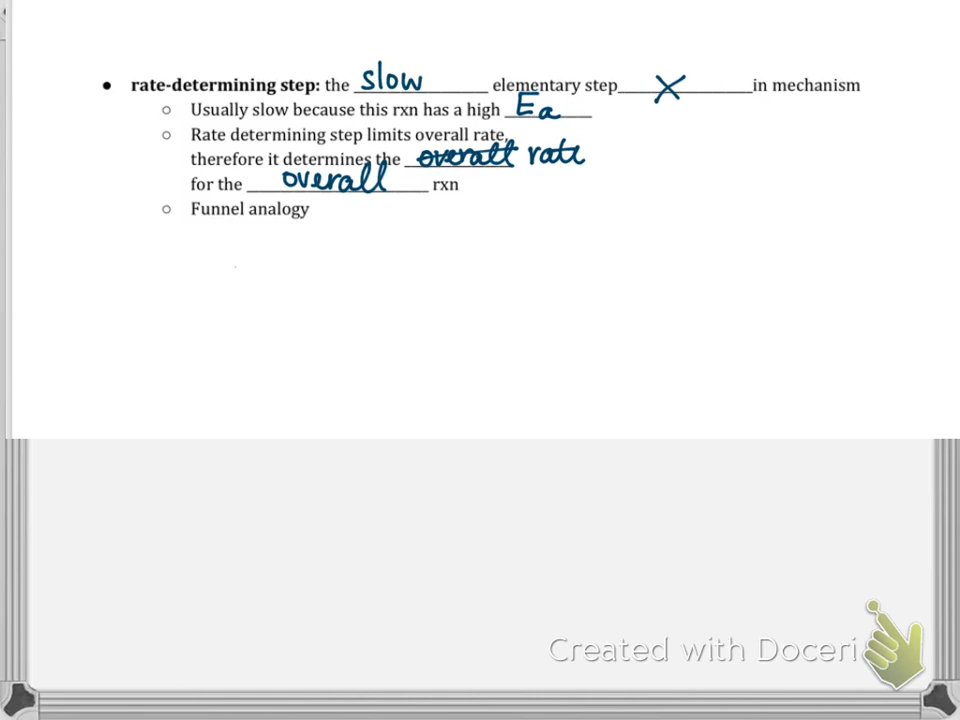 ● rate-determining step: the slow elementary step X in mechanism
○ Usually slow because this rxn has a high Ea
○ Rate determining step limits overall rate,
therefore it determines the overall rate
for the overall rxn
○ Funnel analogy
Created with Doceri